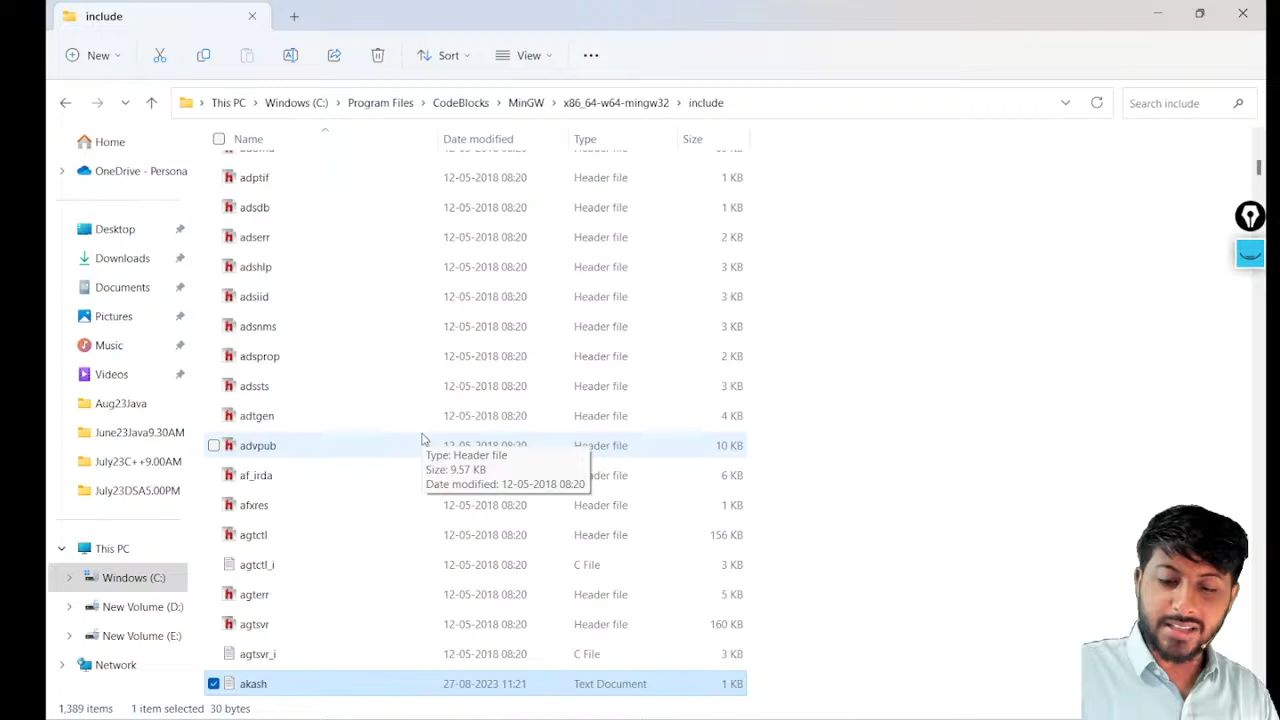 include
New
Sort
View
This PC > Windows (C:) > Program Files > CodeBlocks > MinGW > x86_64-w64-mingw32 > include
Search include
Name Date modified Type Size
adptif 12-05-2018 08:20 Header file 1 KB
adsdb 12-05-2018 08:20 Header file 1 KB
adserr 12-05-2018 08:20 Header file 2 KB
adshlp 12-05-2018 08:20 Header file 3 KB
adsiid 12-05-2018 08:20 Header file 3 KB
adsnms 12-05-2018 08:20 Header file 3 KB
adsprop 12-05-2018 08:20 Header file 2 KB
adssts 12-05-2018 08:20 Header file 3 KB
adtgen 12-05-2018 08:20 Header file 4 KB
advpub 12-05-2018 08:20 Header file 10 KB
Type: Header file
Size: 9.57 KB
Date modified: 12-05-2018 08:20
af_irda file 6 KB
afxres 12-05-2018 08:20 Header file 1 KB
agtctl 12-05-2018 08:20 Header file 156 KB
agtctl_i 12-05-2018 08:20 C File 3 KB
agterr 12-05-2018 08:20 Header file 5 KB
agtsvr 12-05-2018 08:20 Header file 160 KB
agtsvr_i 12-05-2018 08:20 C File 3 KB
akash 27-08-2023 11:21 Text Document 1 KB
Home
OneDrive - Persona
Desktop
Downloads
Documents
Pictures
Music
Videos
Aug23Java
June23Java9.30AM
July23C++9.00AM
July23DSA5.00PM
This PC
Windows (C:)
New Volume (D:)
New Volume (E:)
Network
1,389 items 1 item selected 30 bytes